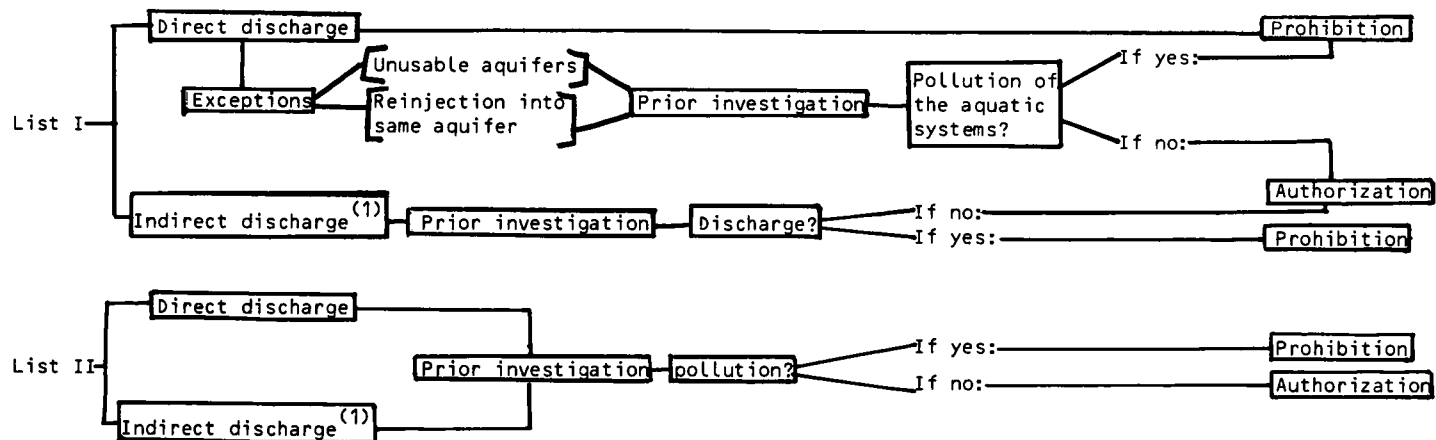 Direct discharge
Prohibition
If yes:
Unusable aquifers
Exceptions
Reinjection into
same aquifer
Prior investigation
Pollution of
the aquatic
systems?
List I
If no:
Authorization
Indirect discharge (1)
Prior investigation
Discharge?
If no:
If yes:
Prohibition
Direct discharge
List II
Prior investigation
pollution?
If yes:
Prohibition
If no:
Authorization
Indirect discharge (1)